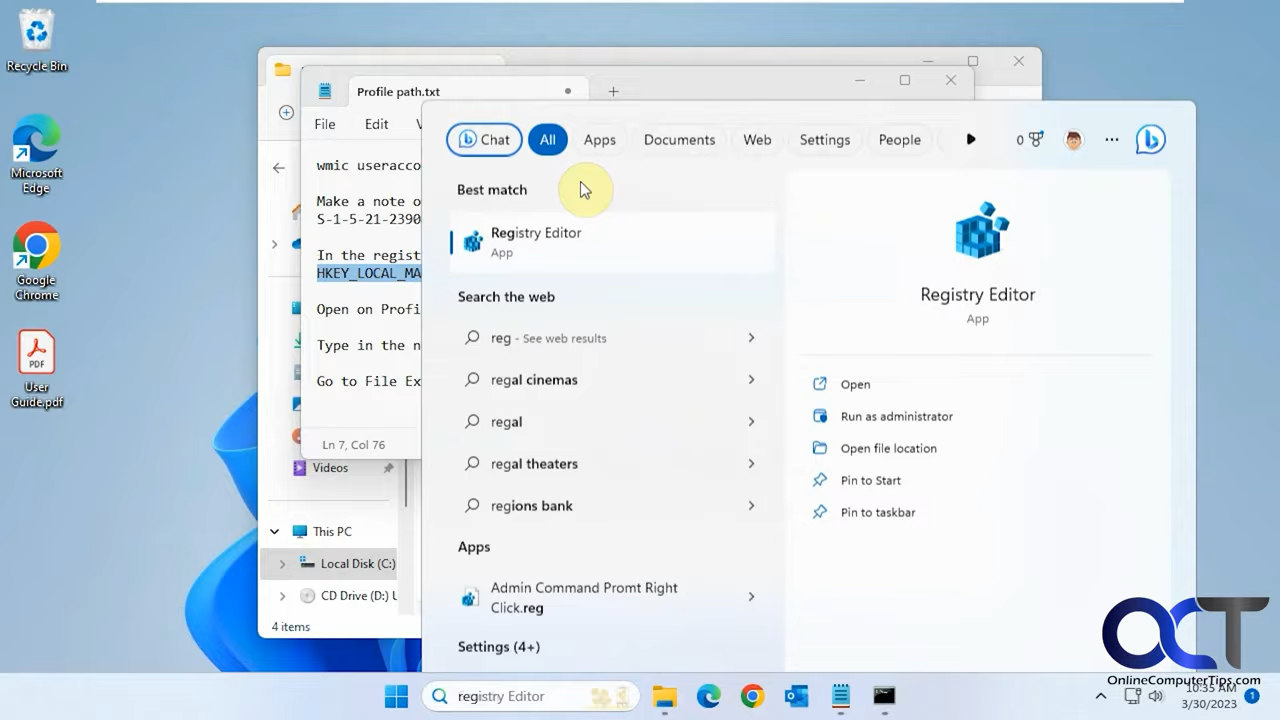 Recycle Bin
Microsoft
Edge
Google
Chrome
PDF
User
Guide.pdf
Profile path.txt
File
Edit
wmic useracco
Make a note o
S-1-5-21-2390
In the regist
HKEY_LOCAL_MA
Open on Profi
Type in the n
Go to File Ex
Ln 7, Col 76
Videos
This PC
Local Disk (C:)
CD Drive (D:) U
4 items
Chat
All
Apps
Documents
Web
Settings
People
0
Best match
Registry Editor
App
Search the web
reg - See web results
regal cinemas
regal
regal theaters
regions bank
Apps
Admin Command Promt Right
Click.reg
Settings (4+)
Registry Editor
App
Open
Run as administrator
Open file location
Pin to Start
Pin to taskbar
registry Editor
OCT
OnlineComputerTips.com
10:35 AM
3/30/2023
1